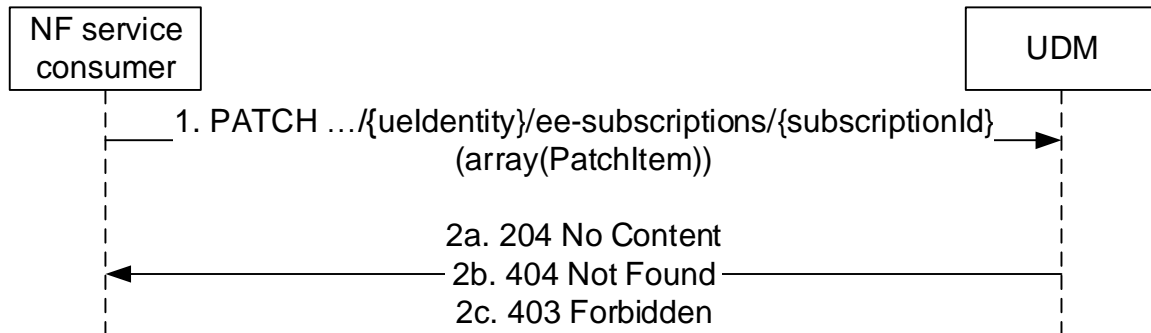 NF service
consumer
UDM
1. PATCH …/{ueIdentity}/ee-subscriptions/{subscriptionId}
(array(PatchItem))
2a. 204 No Content
2b. 404 Not Found
2c. 403 Forbidden